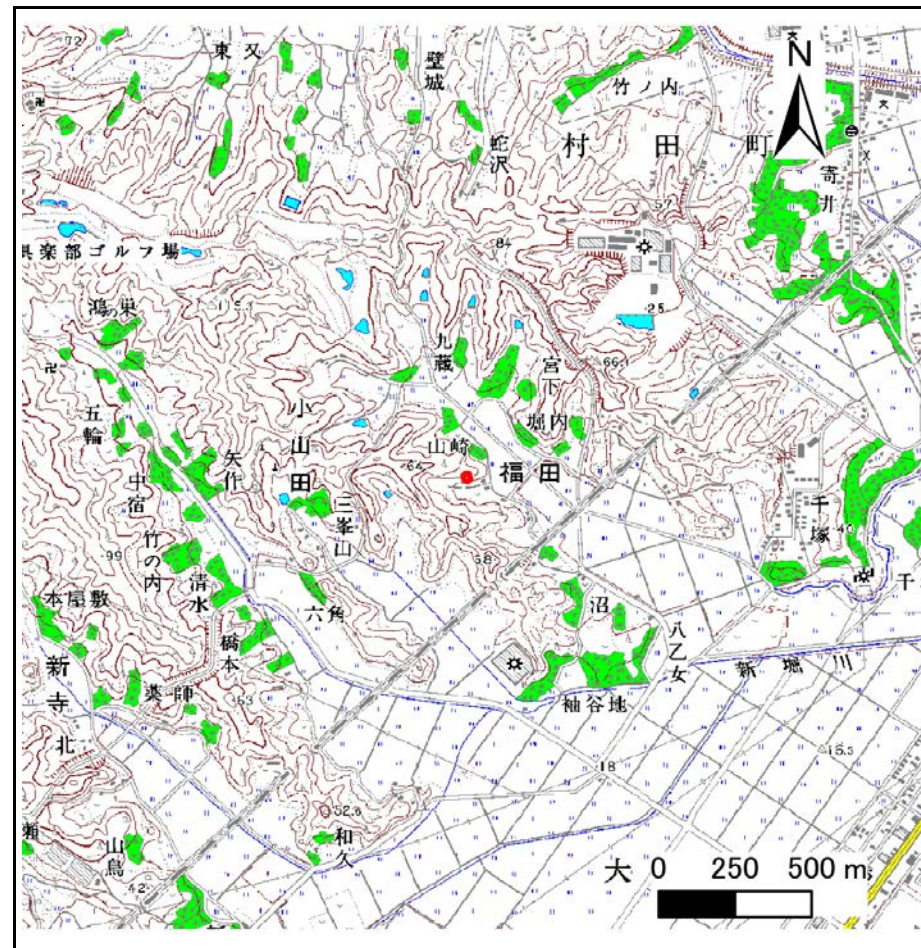 72
東又
壁城
竹ノ内
N
蛇沢
村田町
寄井
57
84
倶楽部ゴルフ場
25
鴻の巣
九蔵
宮下
66.1
小山田
堀内
五輪
山崎
矢作
64
福田
中宿
三峯山
千塚
40
竹の内
99
58
清水
本屋敷
六角
沼
千
橋本
八乙女
新堀川
新寺
薬師
63
袖谷地
北
18
15.3
52.6
和久
山鳥
42
大
0 250 500 m